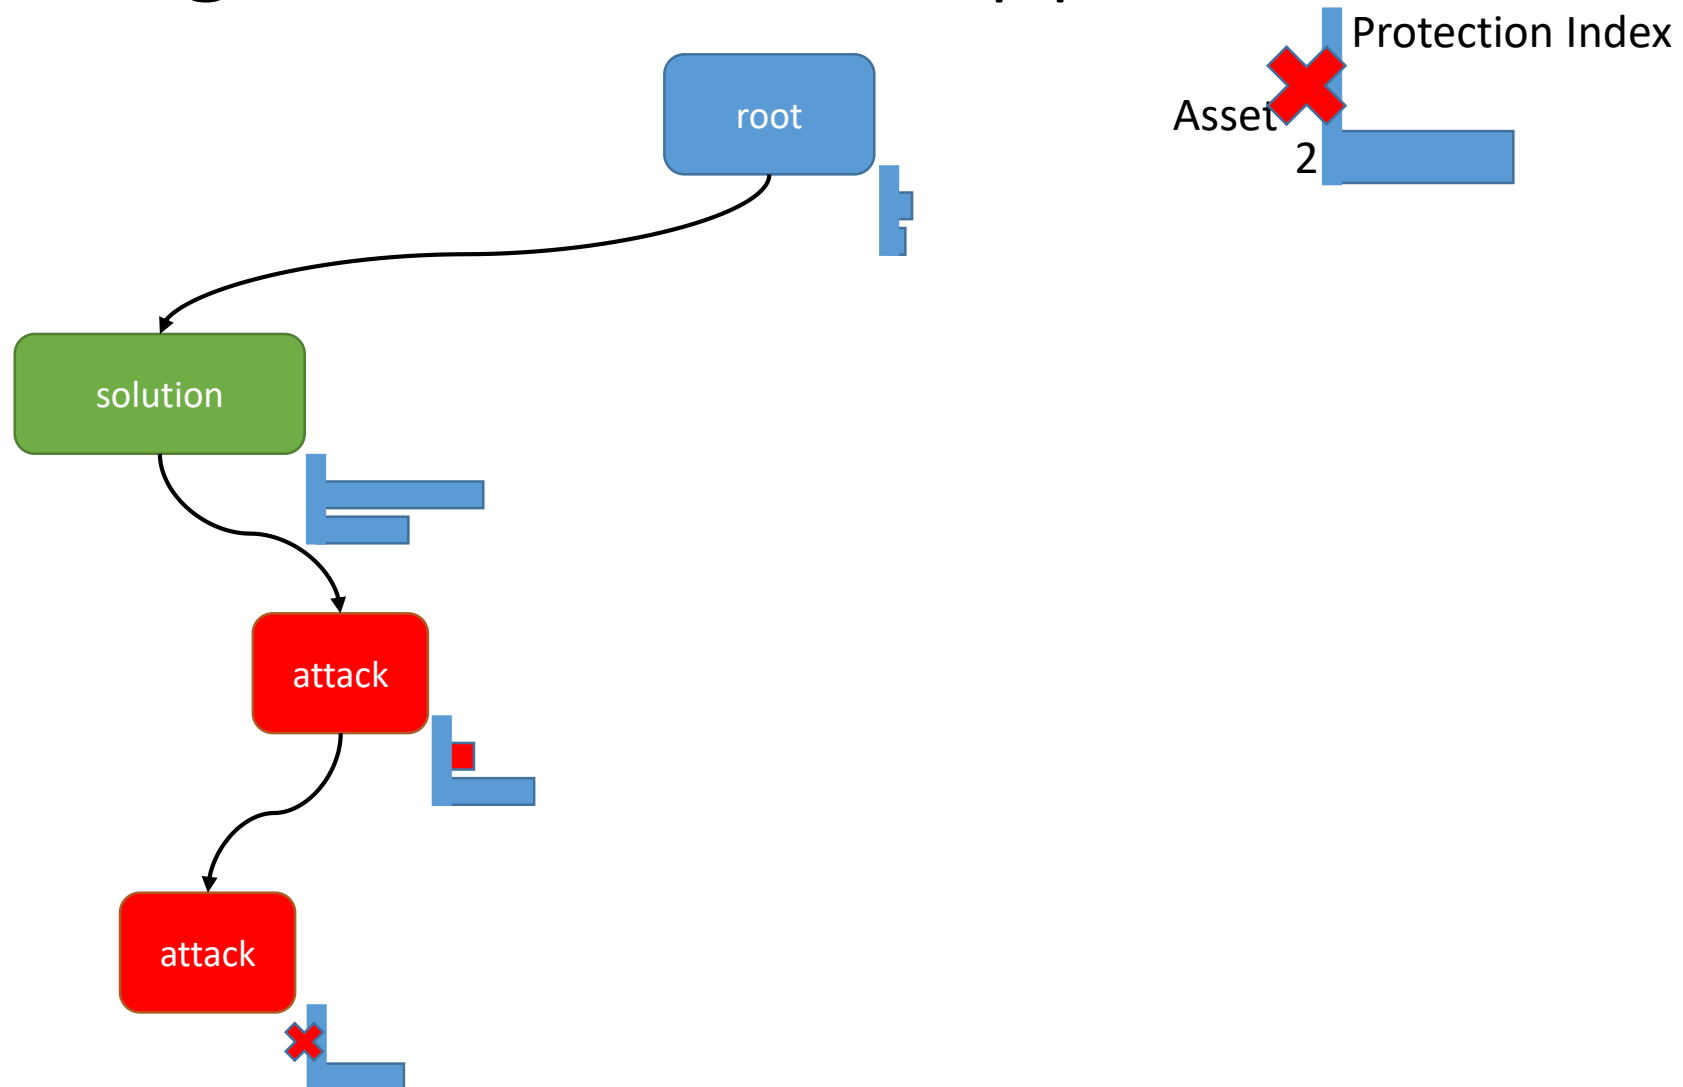 root
Protection Index
Asset
2
solution
attack
attack